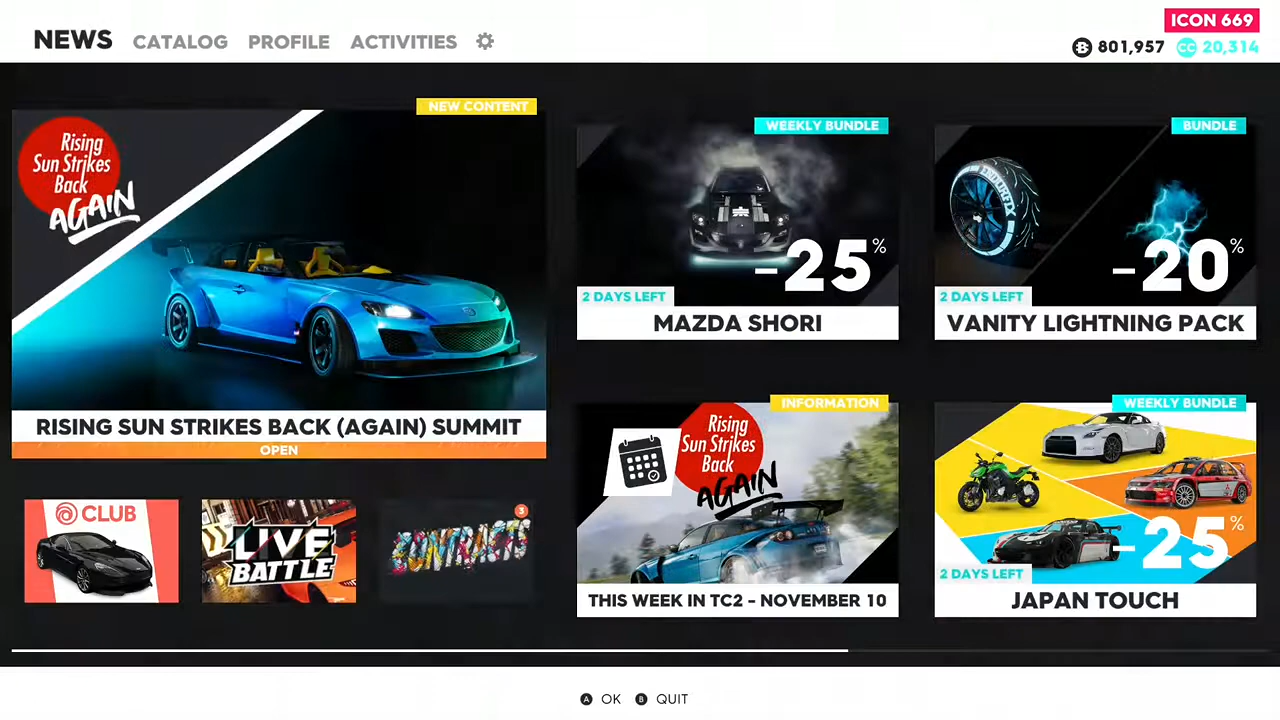 ICON 669
NEWS CATALOG PROFILE ACTIVITIES
801,957 CC 20,314
NEW CONTENT
Rising
Sun Strikes
Back
AGAIN
RISING SUN STRIKES BACK (AGAIN) SUMMIT
OPEN
WEEKLY BUNDLE
-25%
2 DAYS LEFT
MAZDA SHORI
BUNDLE
ENDURFIX
-20%
2 DAYS LEFT
VANITY LIGHTNING PACK
CLUB
LIVE
BATTLE
3
CONTRACTS
INFORMATION
Rising
Sun Strikes
Back
AGAIN
THIS WEEK IN TC2 - NOVEMBER 10
WEEKLY BUNDLE
-25%
2 DAYS LEFT
JAPAN TOUCH
A OK B QUIT